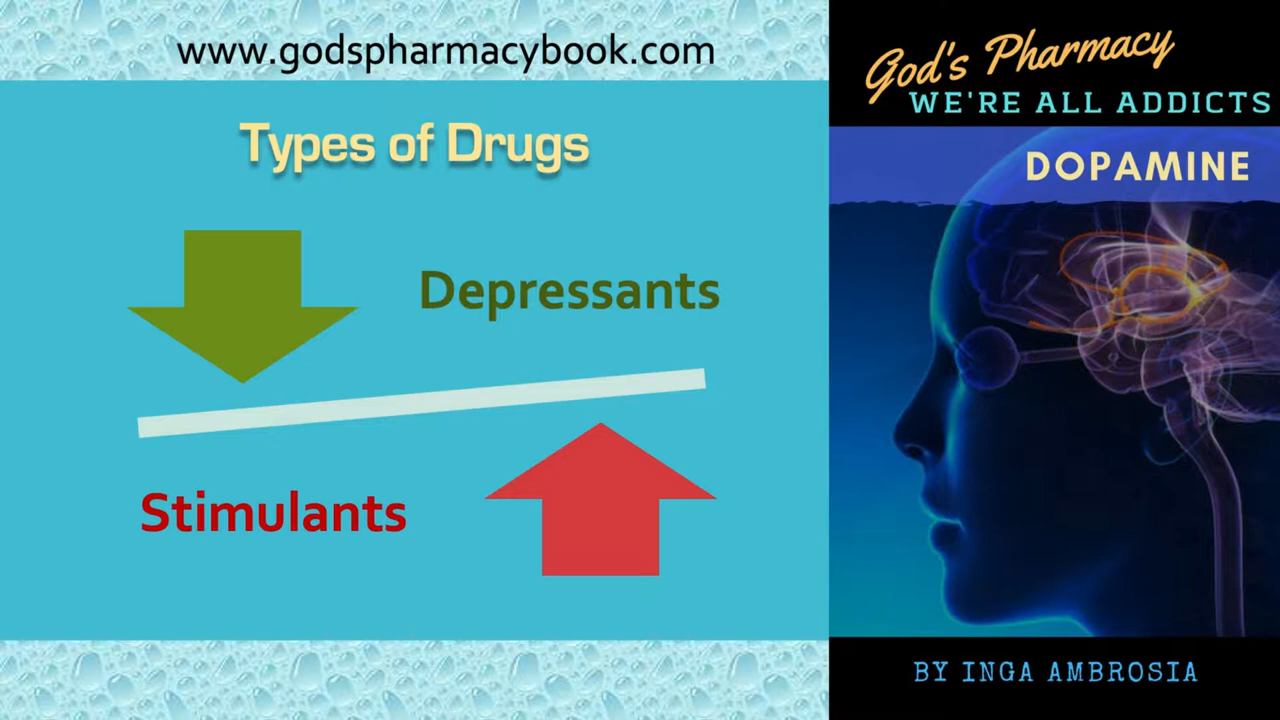 www.godspharmacybook.com
Types of Drugs
Depressants
Stimulants
God's Pharmacy
WE'RE ALL ADDICTS
DOPAMINE
BY INGA AMBROSIA